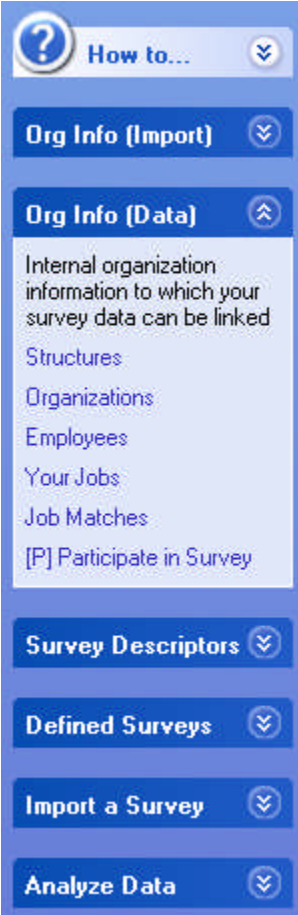 ?
How to...
Org Info (Import)
Org Info (Data)
Internal organization
information to which your
survey data can be linked
Structures
Organizations
Employees
Your Jobs
Job Matches
[P] Participate in Survey
Survey Descriptors
Defined Surveys
Import a Survey
Analyze Data